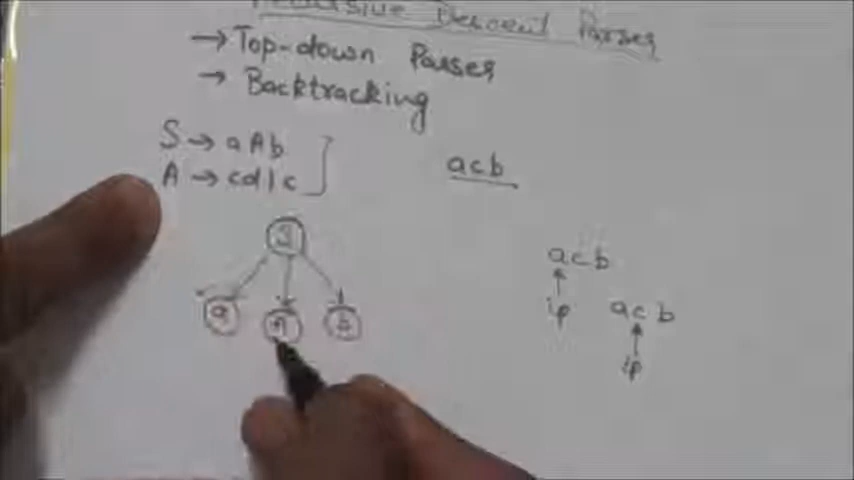 Recursive Descent Parser
→ Top-down Parser
→ Backtracking
S → aAb
A → cd|c
acb
S
a A b
acb
ip
acb
ip